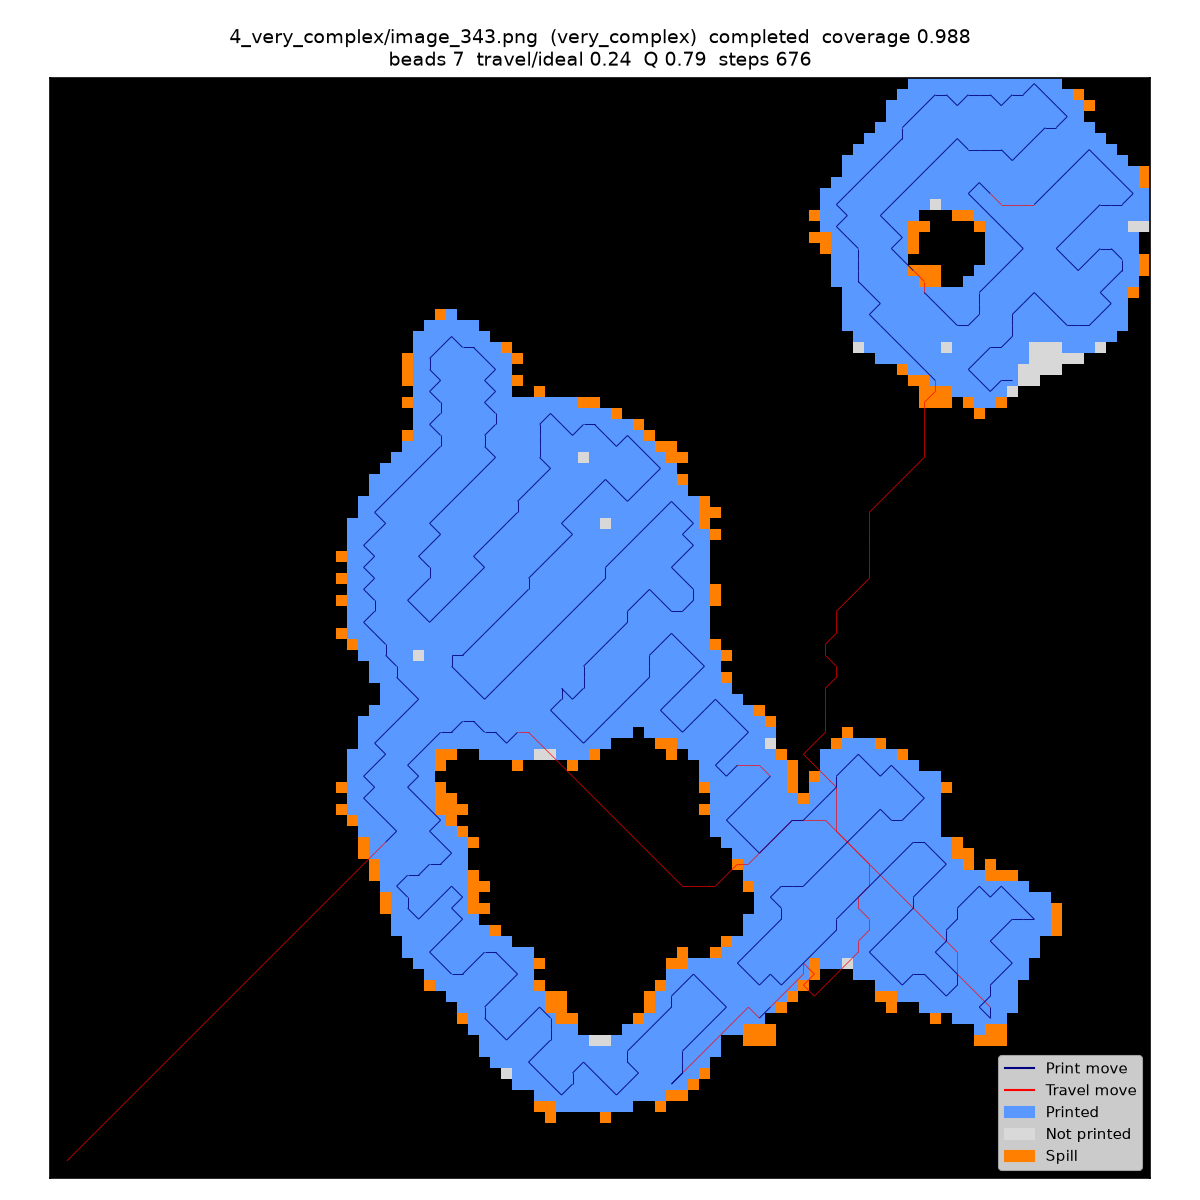 4_very_complex/image_343.png  (very_complex)  completed  coverage 0.988
beads 7  travel/ideal 0.24  Q 0.79  steps 676
Print move
Travel move
Printed
Not printed
Spill